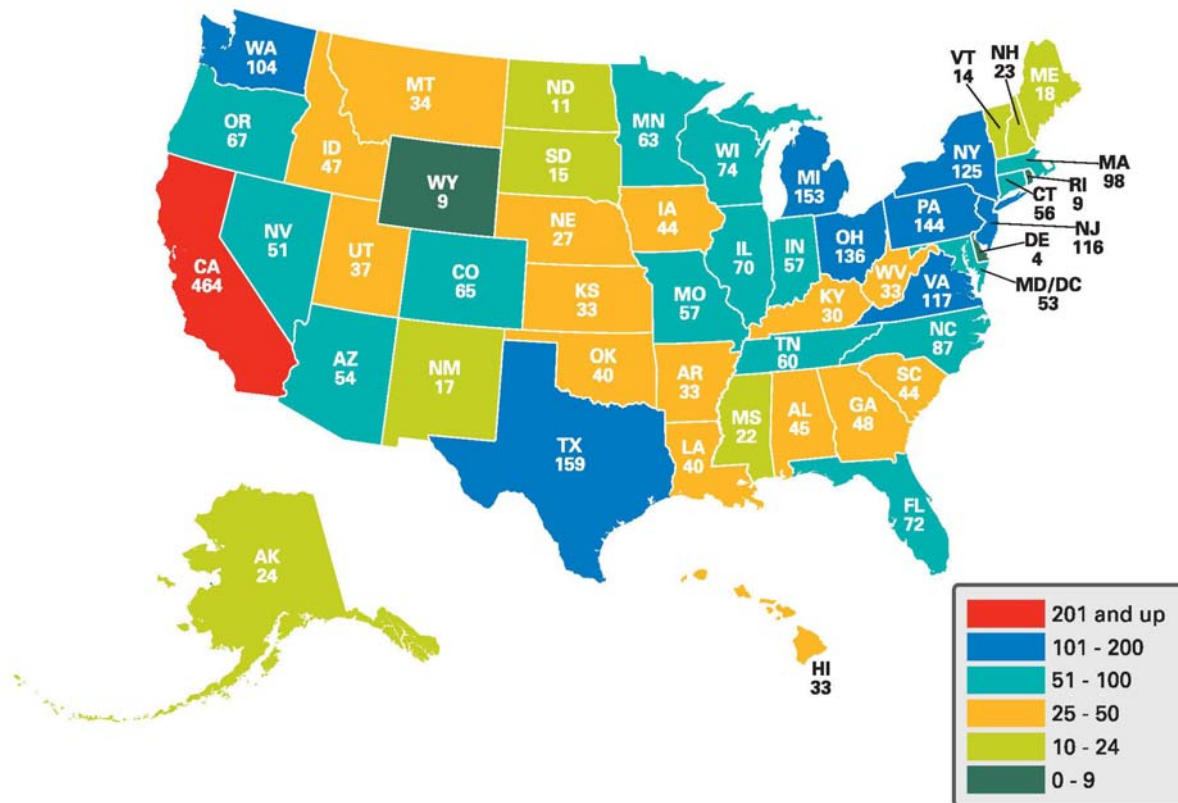 WA
104
OR
67
CA
464
NV
51
ID
47
MT
34
WY
9
UT
37
AZ
54
CO
65
NM
17
ND
11
SD
15
NE
27
KS
33
OK
40
TX
159
MN
63
IA
44
MO
57
AR
33
LA
40
WI
74
IL
70
IN
57
MI
153
OH
136
KY
30
TN
60
MS
22
AL
45
GA
48
FL
72
SC
44
NC
87
VA
117
WV
33
PA
144
NY
125
VT
14
NH
23
ME
18
MA
98
RI
9
CT
56
NJ
116
DE
4
MD/DC
53
AK
24
HI
33
201 and up
101 - 200
51 - 100
25 - 50
10 - 24
0 - 9